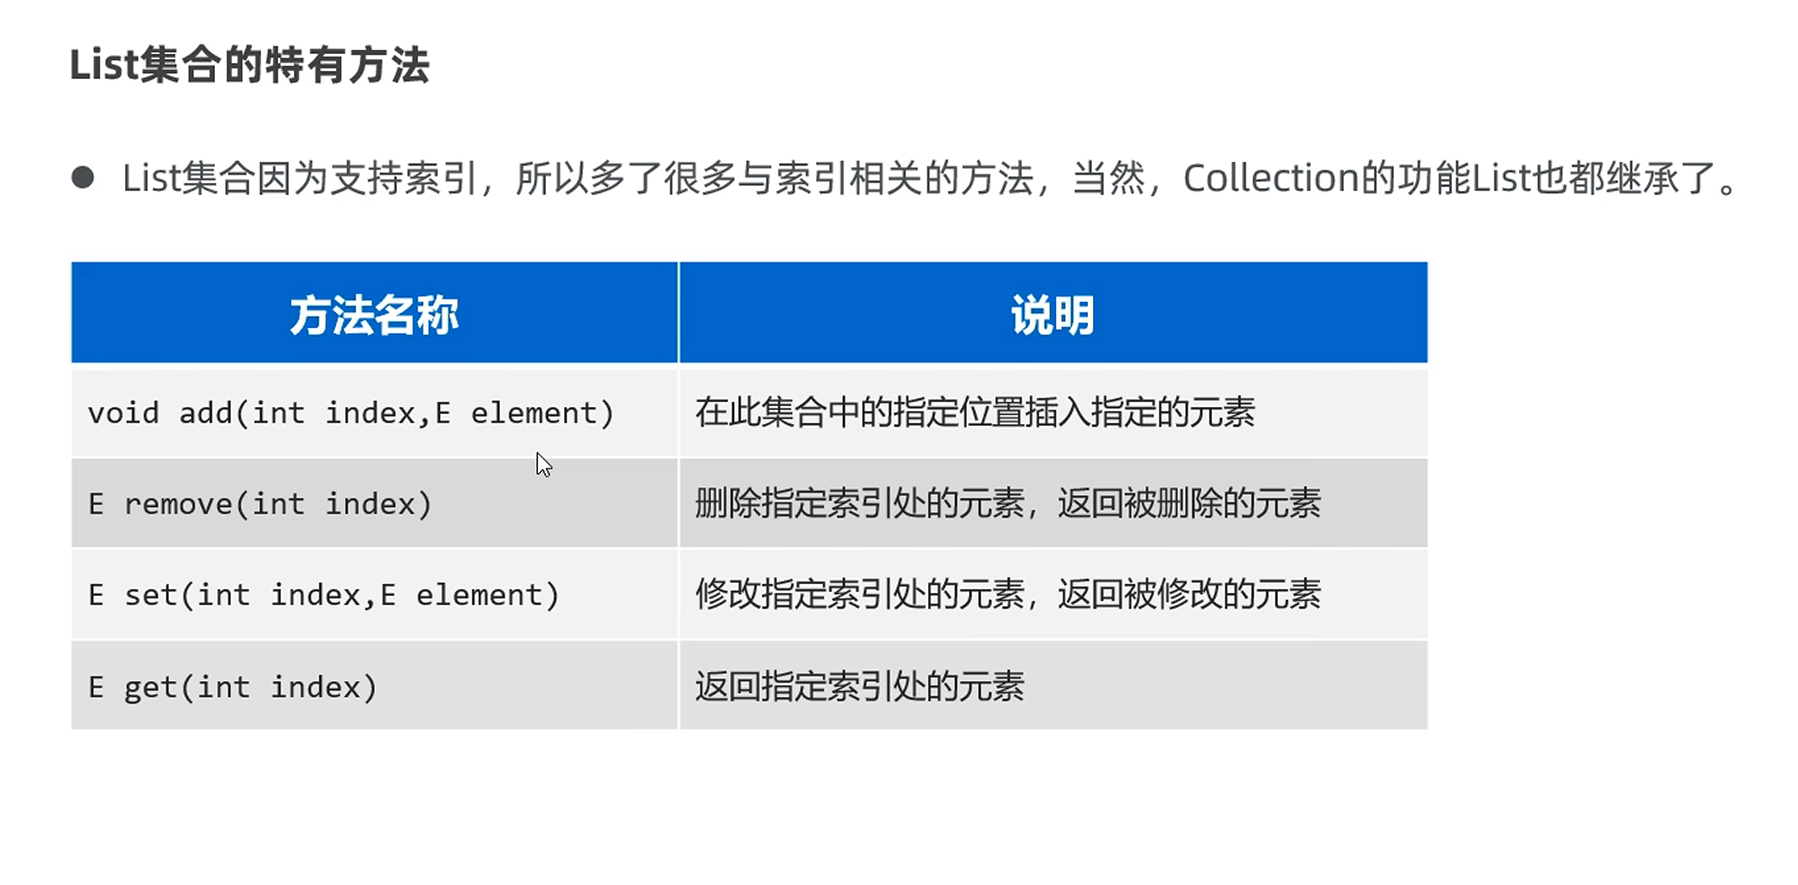 List集合的特有方法
● List集合因为支持索引，所以多了很多与索引相关的方法，当然，Collection的功能List也都继承了。
方法名称 说明
void add(int index,E element) 在此集合中的指定位置插入指定的元素
E remove(int index) 删除指定索引处的元素，返回被删除的元素
E set(int index,E element) 修改指定索引处的元素，返回被修改的元素
E get(int index) 返回指定索引处的元素